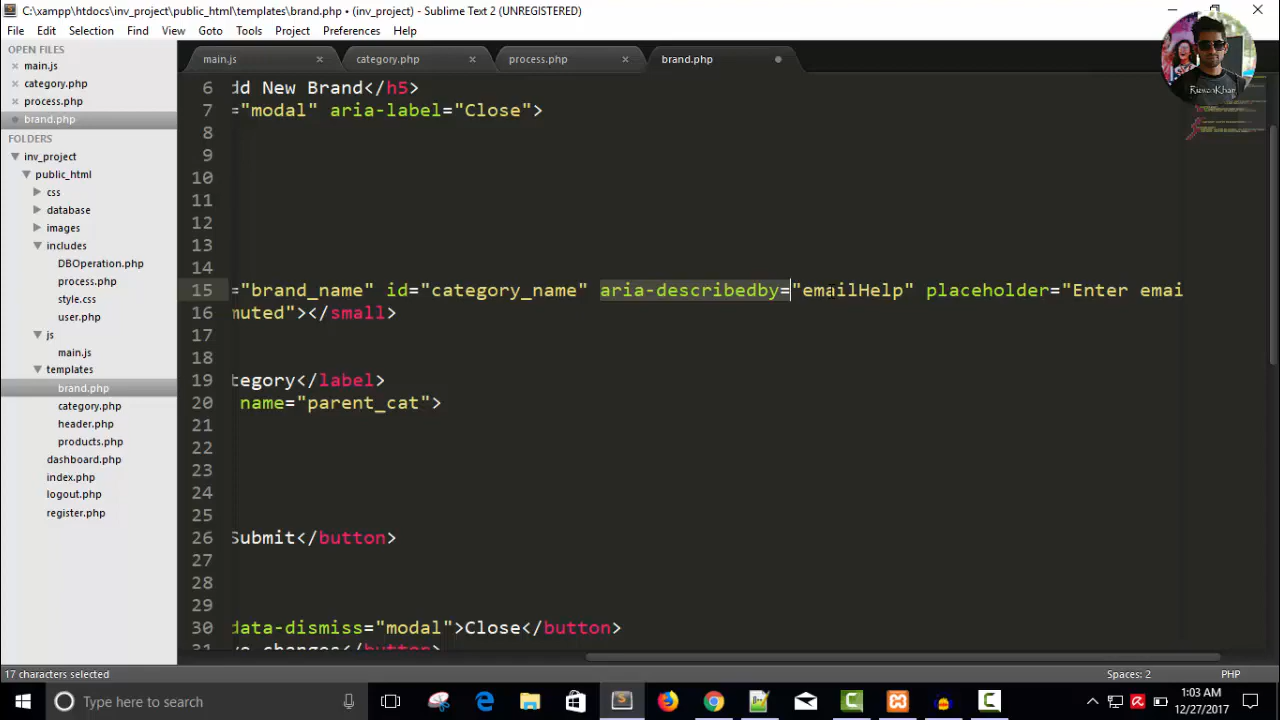 C:\xampp\htdocs\inv_project\public_html\templates\brand.php • (inv_project) - Sublime Text 2 (UNREGISTERED)
File Edit Selection Find View Goto Tools Project Preferences Help
OPEN FILES
main.js
category.php
process.php
brand.php
FOLDERS
inv_project
public_html
css
database
images
includes
DBOperation.php
process.php
style.css
user.php
js
main.js
templates
brand.php
category.php
header.php
products.php
dashboard.php
index.php
logout.php
register.php
main.js category.php process.php brand.php
6 dd New Brand</h5>
7 ="modal" aria-label="Close">
8
9
10
11
12
13
14
15 ="brand_name" id="category_name" aria-describedby="emailHelp" placeholder="Enter emai
16 muted"></small>
17
18
19 tegory</label>
20 name="parent_cat">
21
22
23
24
25
26 Submit</button>
27
28
29
30 data-dismiss="modal">Close</button>
31 ve changes</button>
RizwanKhan
17 characters selected
Spaces: 2 PHP
Type here to search
1:03 AM
12/27/2017